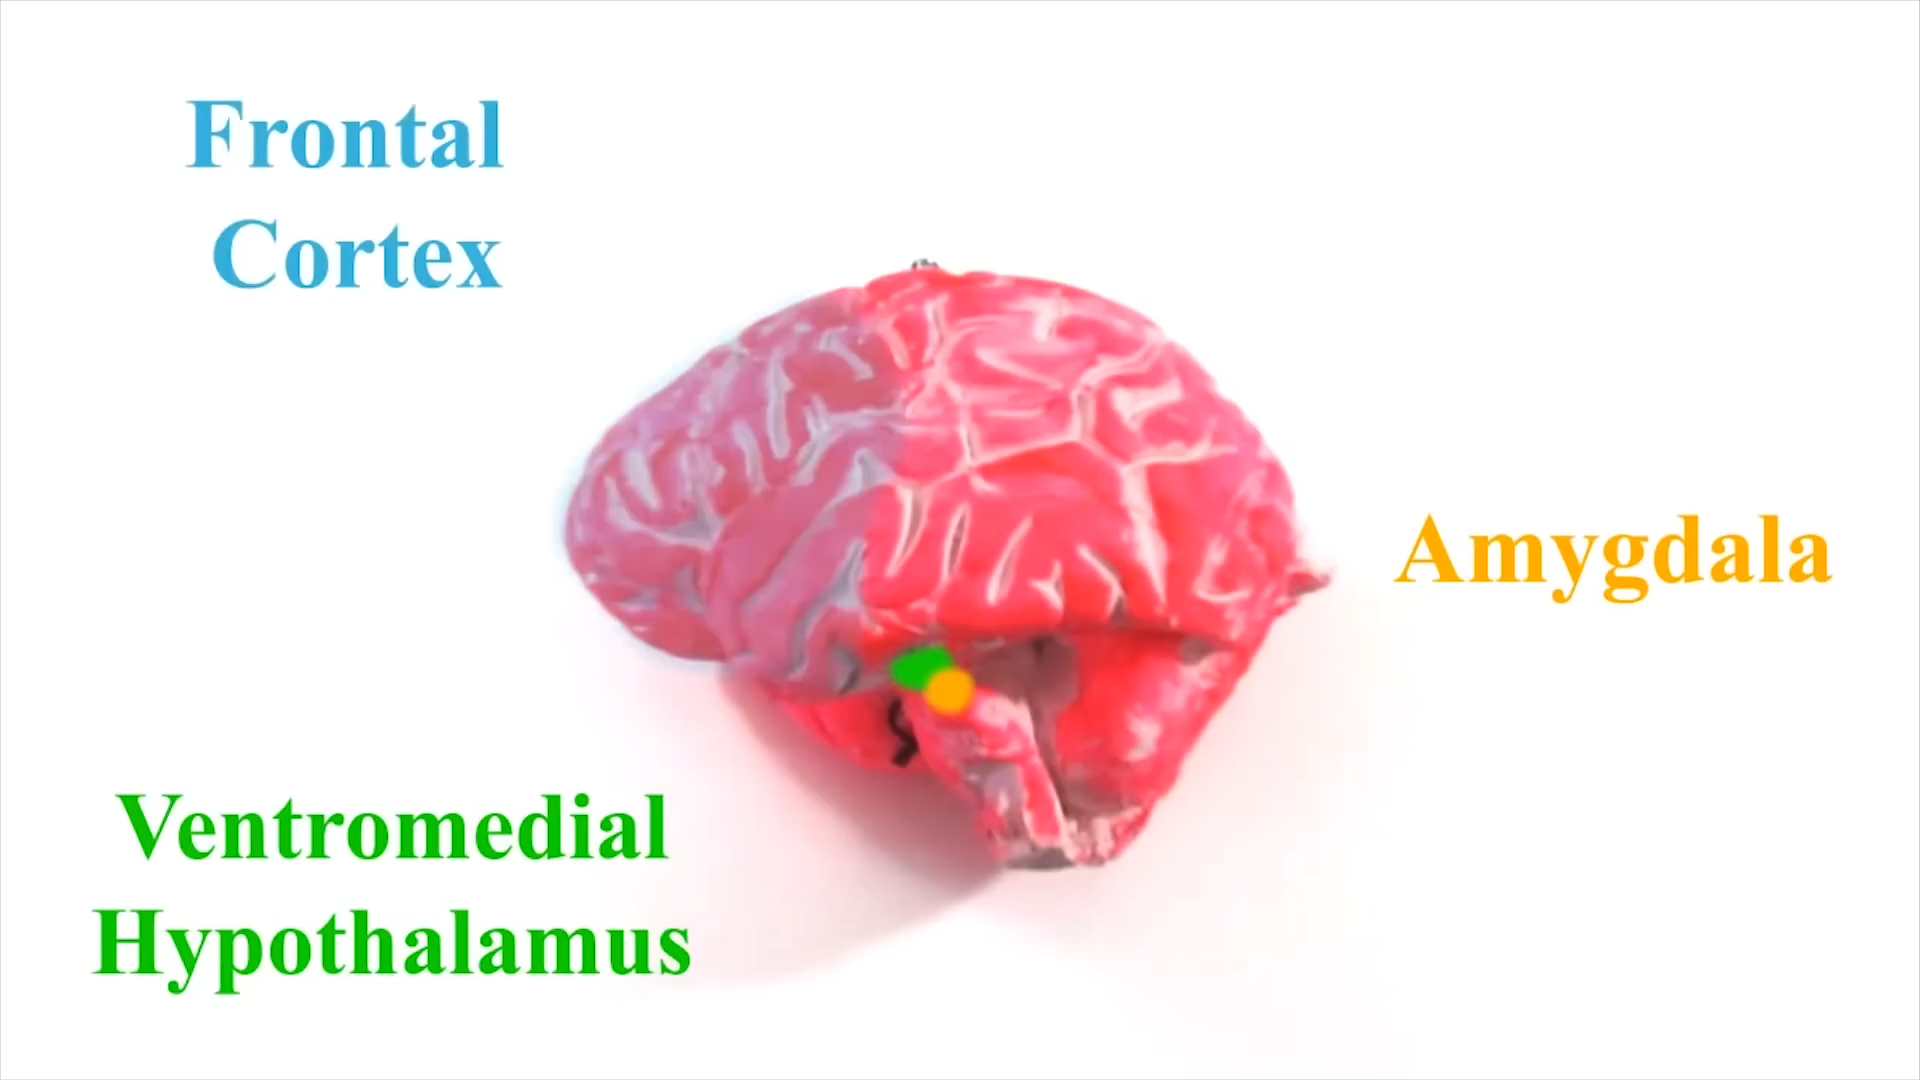 Frontal
Cortex
Amygdala
Ventromedial
Hypothalamus